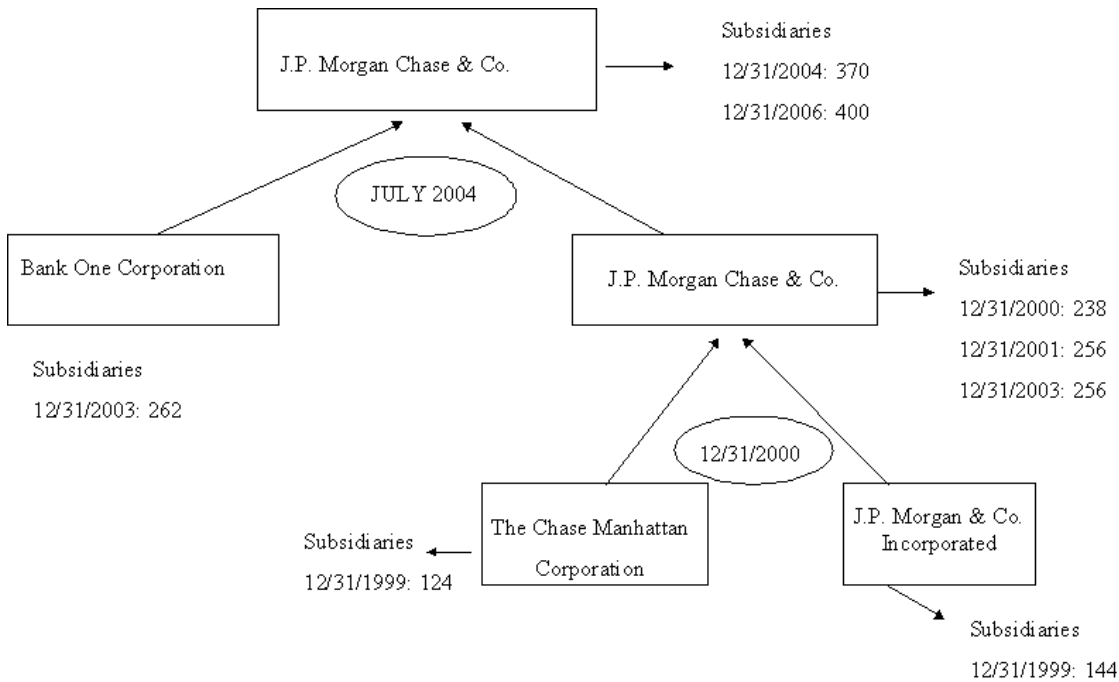 J.P. Morgan Chase & Co.
Subsidiaries
12/31/2004: 370
12/31/2006: 400
JULY 2004
Bank One Corporation
Subsidiaries
12/31/2003: 262
J.P. Morgan Chase & Co.
Subsidiaries
12/31/2000: 238
12/31/2001: 256
12/31/2003: 256
12/31/2000
The Chase Manhattan
Corporation
Subsidiaries
12/31/1999: 124
J.P. Morgan & Co.
Incorporated
Subsidiaries
12/31/1999: 144